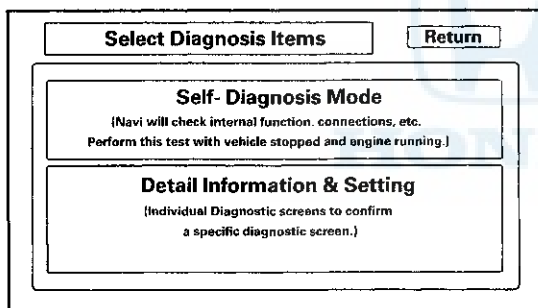 Select Diagnosis Items
Return
Self- Diagnosis Mode
(Navi will check internal function. connections, etc.
Perform this test with vehicle stopped and engine running.)
Detail Information & Setting
(Individual Diagnostic screens to confirm
a specific diagnostic screen.)